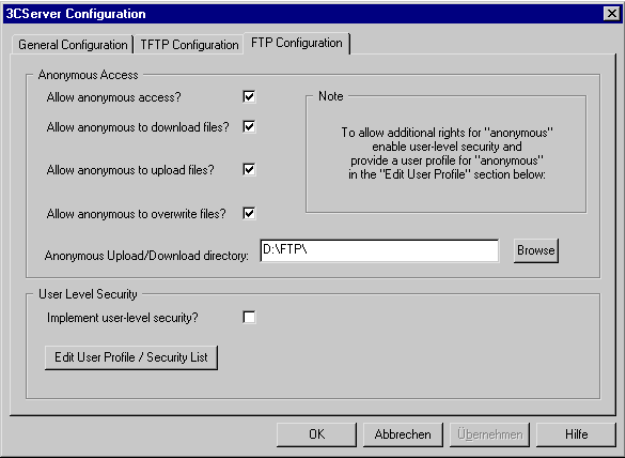 3CServer Configuration
General Configuration TFTP Configuration FTP Configuration
Anonymous Access
Allow anonymous access?
Allow anonymous to download files?
Allow anonymous to upload files?
Allow anonymous to overwrite files?
Note
To allow additional rights for "anonymous"
enable user-level security and
provide a user profile for "anonymous"
in the "Edit User Profile" section below:
Anonymous Upload/Download directory: D:\FTP\ Browse
User Level Security
Implement user-level security?
Edit User Profile / Security List
OK Abbrechen Übernehmen Hilfe